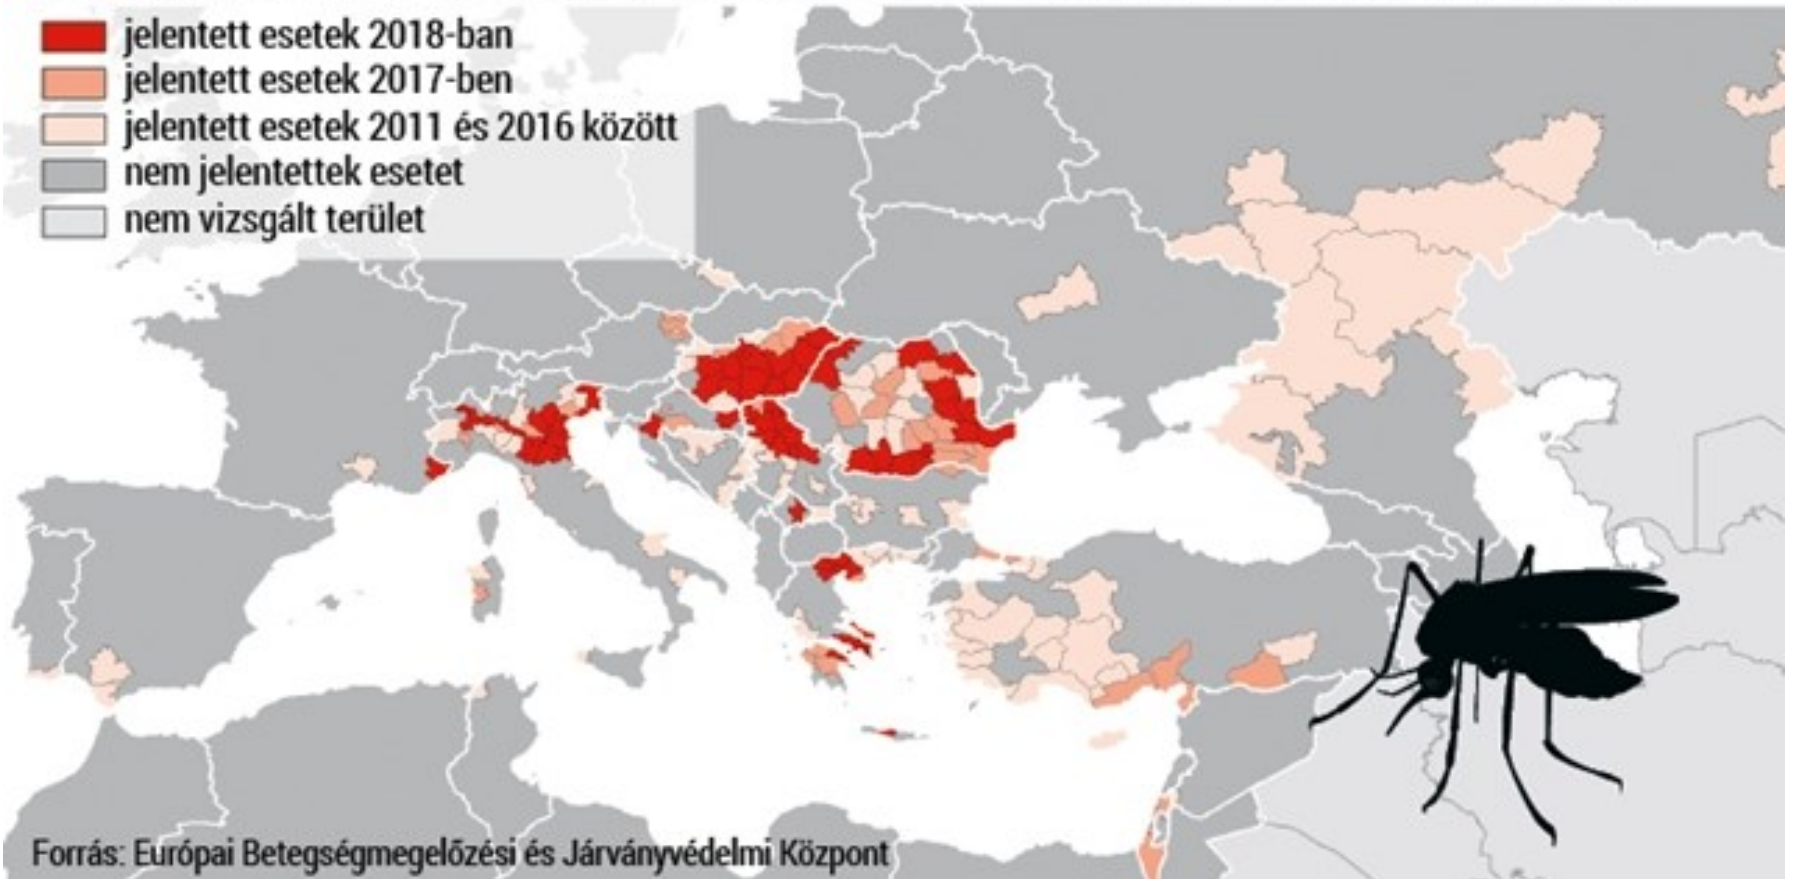 jelentett esetek 2018-ban
jelentett esetek 2017-ben
jelentett esetek 2011 és 2016 között
nem jelentettek esetet
nem vizsgált terület
Forrás: Európai Betegségmegelőzési és Járványvédelmi Központ